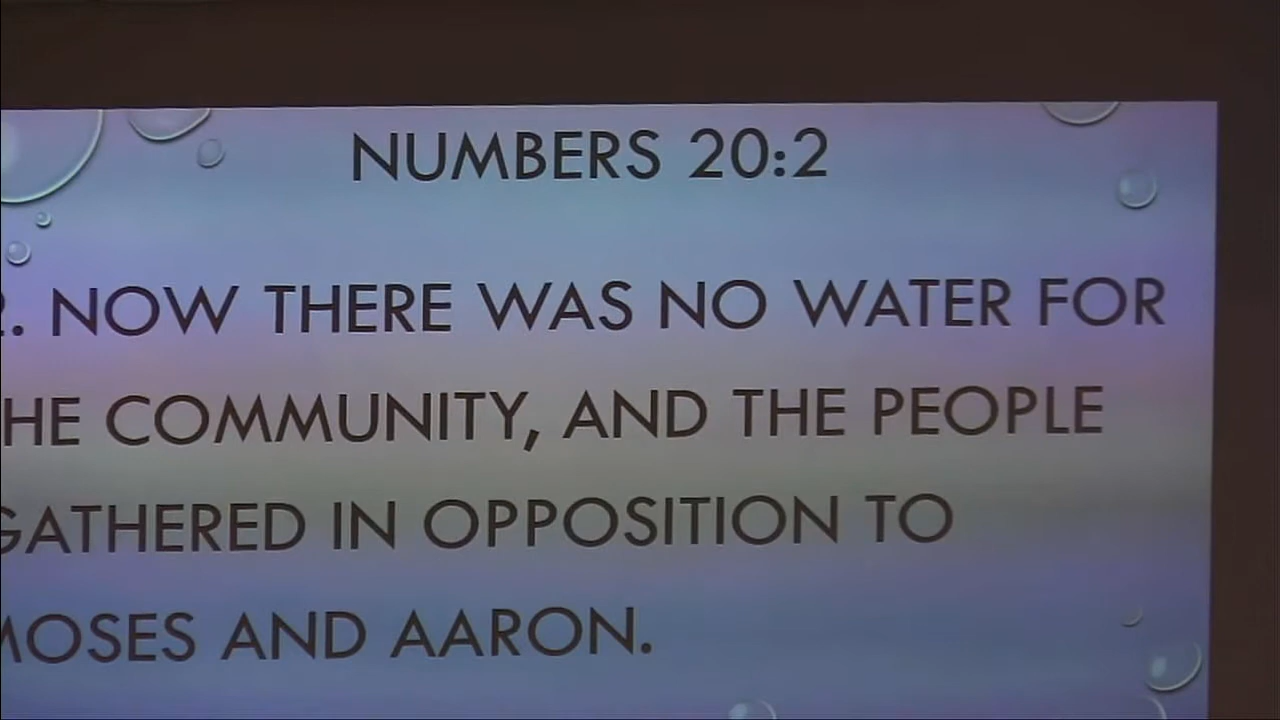 NUMBERS 20:2
2. NOW THERE WAS NO WATER FOR
HE COMMUNITY, AND THE PEOPLE
GATHERED IN OPPOSITION TO
MOSES AND AARON.